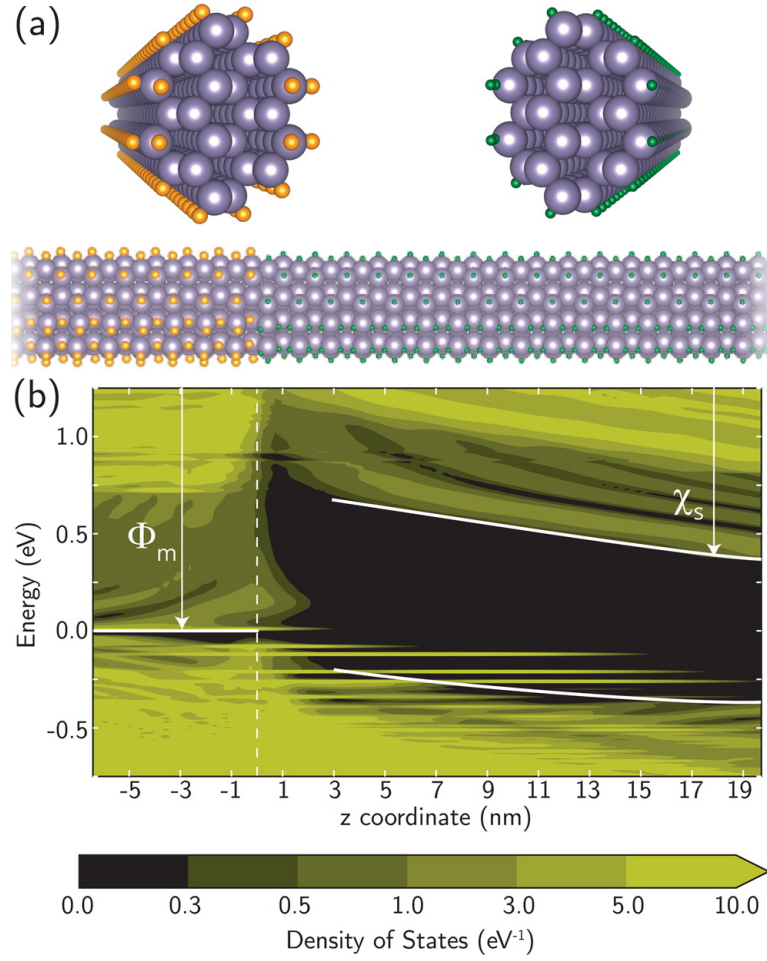 (a)
(b)
1.0
0.5
0.0
-0.5
Energy (eV)
Φm
χs
-5 -3 -1 1 3 5 7 9 11 13 15 17 19
z coordinate (nm)
0.0 0.3 0.5 1.0 3.0 5.0 10.0
Density of States (eV⁻¹)